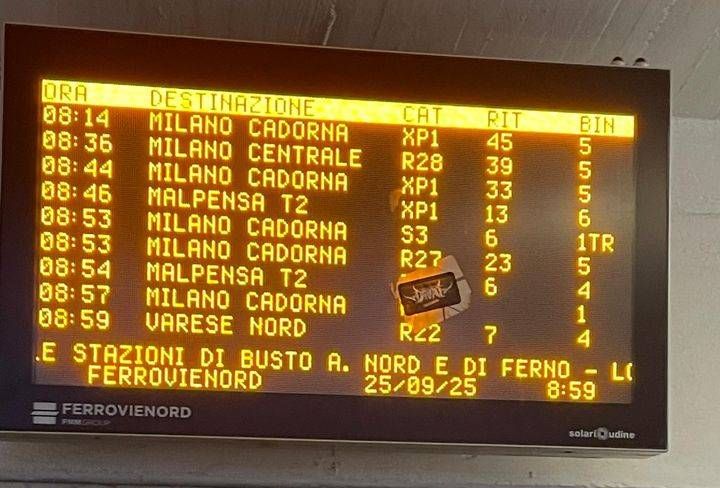 ORA DESTINAZIONE CAT RIT BIN
08:14 MILANO CADORNA XP1 45 5
08:36 MILANO CENTRALE R28 39 5
08:44 MILANO CADORNA XP1 33 5
08:46 MALPENSA T2 XP1 13 6
08:53 MILANO CADORNA S3 6 1TR
08:53 MILANO CADORNA R27 23 5
08:54 MALPENSA T2 6 4
08:57 MILANO CADORNA 1
08:59 VARESE NORD R22 7 4
.E STAZIONI DI BUSTO A. NORD E DI FERNO - LO
FERROVIENORD 25/09/25 8:59
FERROVIENORD
FNM GROUP
solari udine